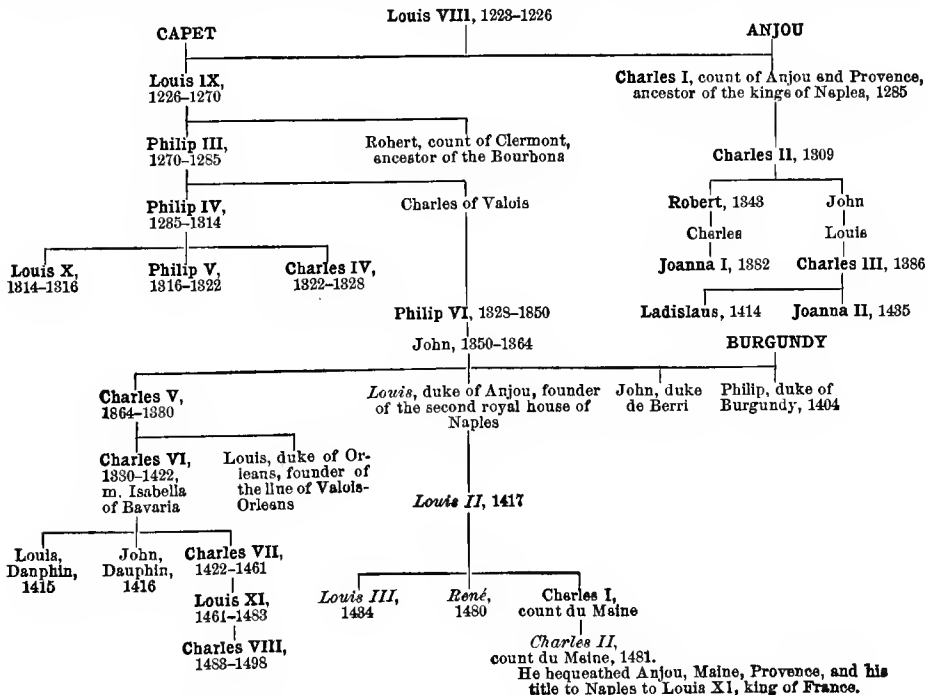 Louis VIII, 1223–1226
CAPET
ANJOU
Louis IX,
1226–1270
Charles I, count of Anjou and Provence,
ancestor of the kings of Naples, 1285
Philip III,
1270–1285
Robert, count of Clermont,
ancestor of the Bourbons
Charles II, 1309
Philip IV,
1285–1314
Charles of Valois
Robert, 1343
John
Charles
Louis
Louis X,
1314–1316
Philip V,
1316–1322
Charles IV,
1322–1328
Joanna I, 1382
Charles III, 1386
Philip VI, 1328–1350
Ladislaus, 1414
Joanna II, 1435
John, 1350–1364
BURGUNDY
Charles V,
1364–1380
Louis, duke of Anjou, founder
of the second royal house of
Naples
John, duke
de Berri
Philip, duke of
Burgundy, 1404
Charles VI,
1380–1422,
m. Isabella
of Bavaria
Louis, duke of Or-
leans, founder of
the line of Valois-
Orleans
Louis II, 1417
Louis,
Dauphin,
1415
John,
Dauphin,
1416
Charles VII,
1422–1461
Louis XI,
1461–1483
Charles VIII,
1483–1498
Louis III,
1434
René,
1480
Charles I,
count du Maine
Charles II,
count du Maine, 1481.
He bequeathed Anjou, Maine, Provence, and his
title to Naples to Louis XI, king of France.